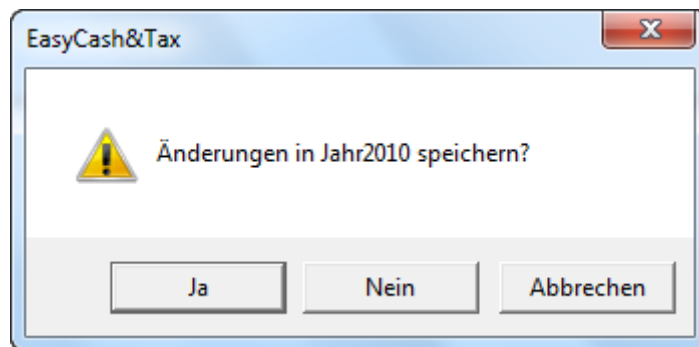 EasyCash&Tax
Änderungen in Jahr2010 speichern?
Ja
Nein
Abbrechen